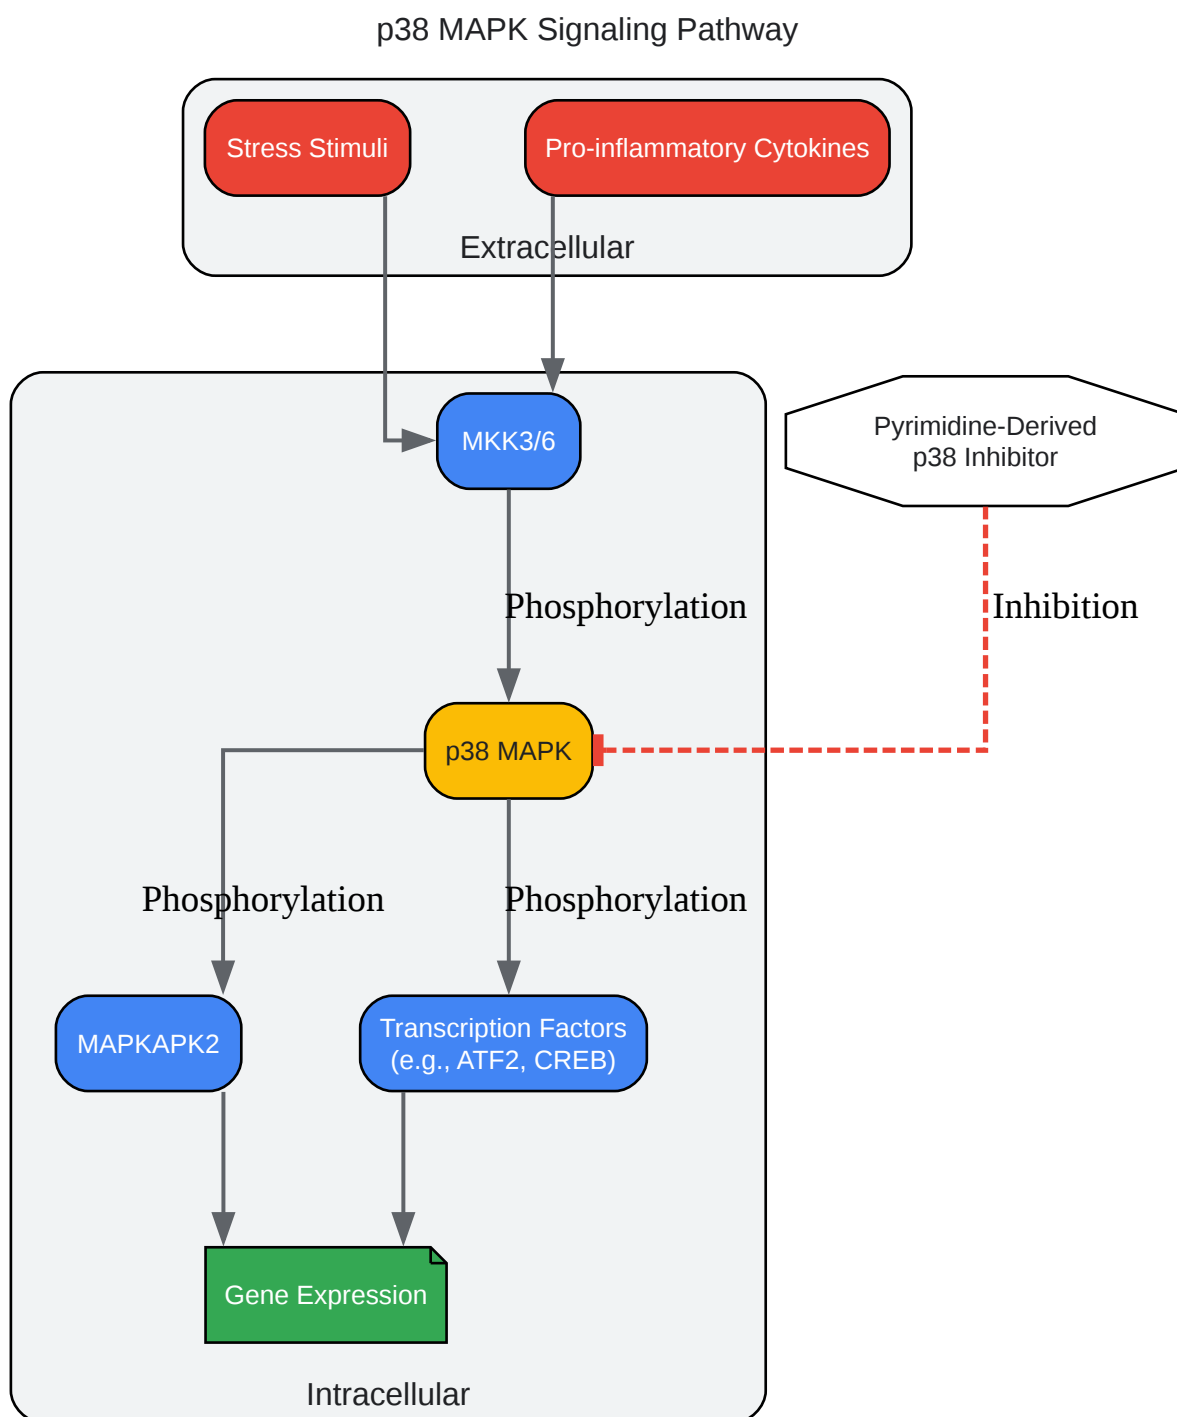 p38 MAPK Signaling Pathway
Stress Stimuli
Pro-inflammatory Cytokines
Extracellular
MKK3/6
Pyrimidine-Derived
p38 Inhibitor
Phosphorylation
Inhibition
p38 MAPK
Phosphorylation
Phosphorylation
MAPKAPK2
Transcription Factors
(e.g., ATF2, CREB)
Gene Expression
Intracellular